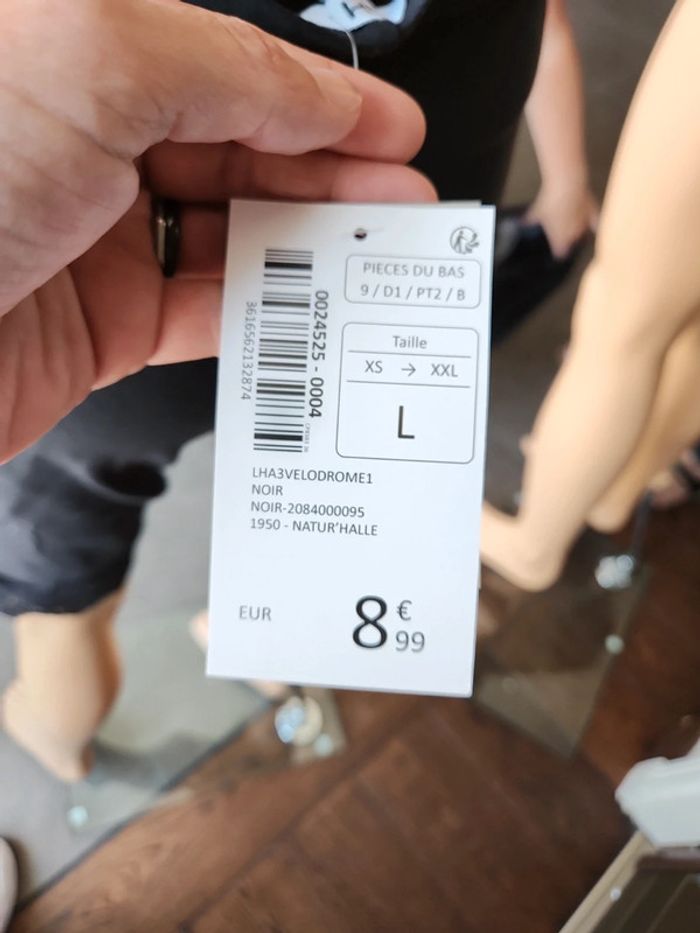 PIECES DU BAS
9 / D1 / PT2 / B
Taille
XS → XXL
L
0024525 - 0004
3616562132874
LHA3VELODROME1
NOIR
NOIR-2084000095
1950 - NATUR'HALLE
EUR
8 €
99